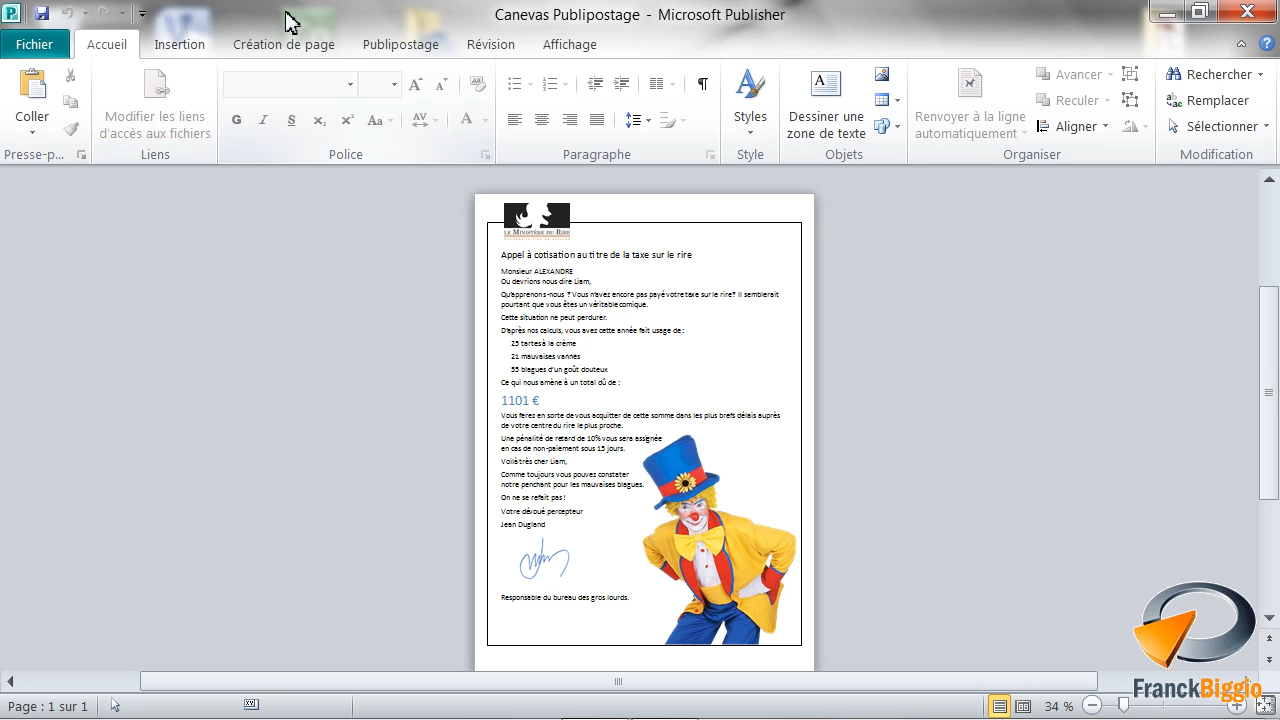 Canevas Publipostage - Microsoft Publisher
Fichier Accueil Insertion Création de page Publipostage Révision Affichage
Coller
Modifier les liens
d'accès aux fichiers
G I S x₂ x² Aa AV A
Styles
Dessiner une
zone de texte
Renvoyer à la ligne
automatiquement
Avancer
Reculer
Aligner
Rechercher
Remplacer
Sélectionner
Presse-p... Liens Police Paragraphe Style Objets Organiser Modification
LE MINISTÈRE DU RIRE
Appel à cotisation au titre de la taxe sur le rire
Monsieur ALEXANDRE
Ou devrions nous dire Liam,
Qu'apprenons-nous ? Vous n'avez encore pas payé votre taxe sur le rire? Il semblerait
pourtant que vous êtes un véritable comique.
Cette situation ne peut perdurer.
D'après nos calculs, vous avez cette année fait usage de :
25 tartes à la crème
21 mauvaises vannes
55 blagues d'un goût douteux
Ce qui nous amène à un total dû de :
1101 €
Vous ferez en sorte de vous acquitter de cette somme dans les plus brefs délais auprès
de votre centre du rire le plus proche.
Une pénalité de retard de 10% vous sera assignée
en cas de non-paiement sous 15 jours.
Voilà très cher Liam,
Comme toujours vous pouvez constater
notre penchant pour les mauvaises blagues.
On ne se refait pas !
Votre dévoué percepteur
Jean Dugland
Responsable du bureau des gros lourds.
FranckBiggio
Page : 1 sur 1
34 %